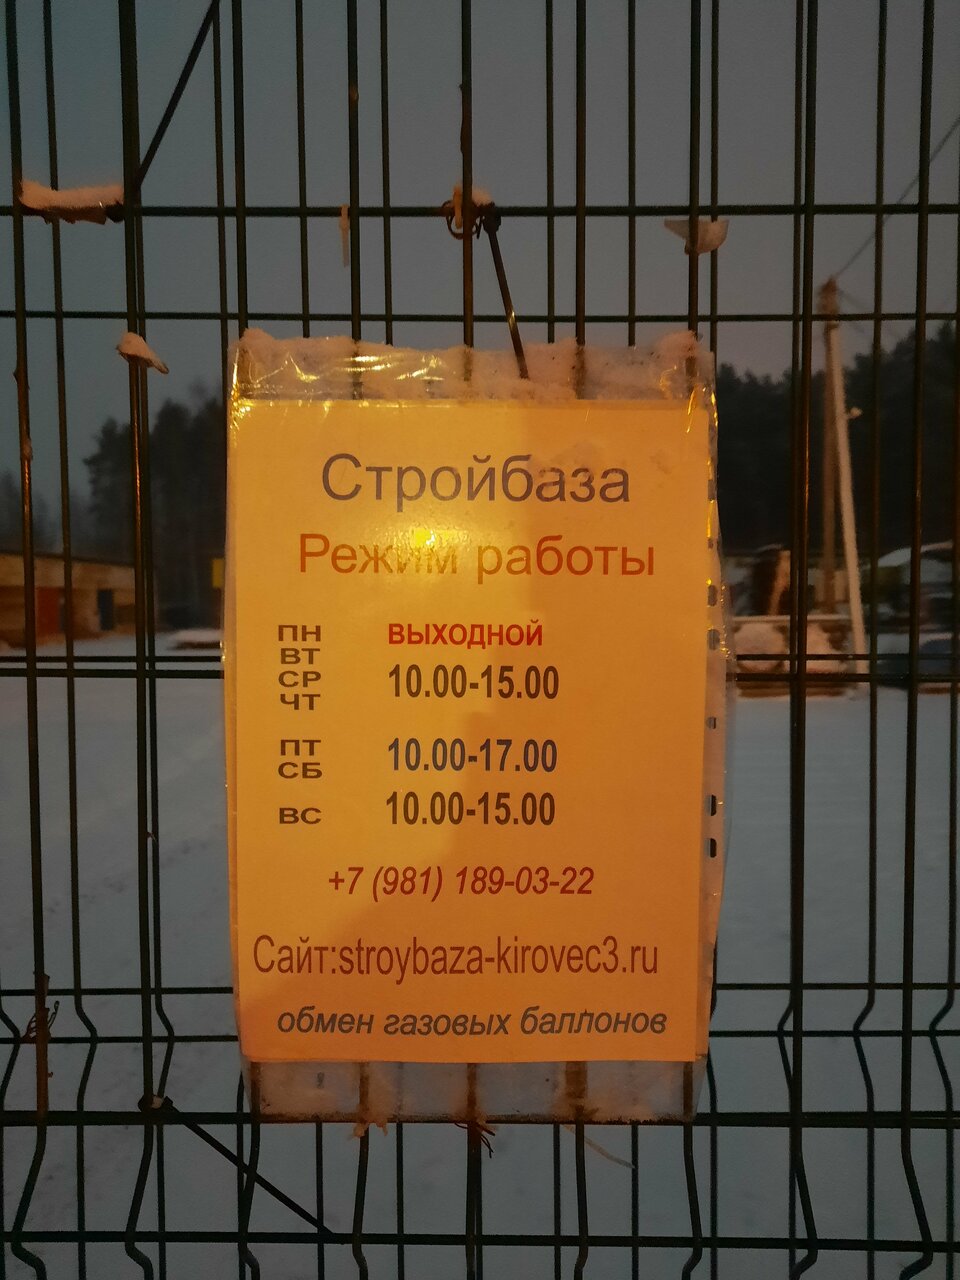 Стройбаза
Режим работы
ПН ВЫХОДНОЙ
ВТ
СР 10.00-15.00
ЧТ
ПТ 10.00-17.00
СБ
ВС 10.00-15.00
+7 (981) 189-03-22
Сайт:stroybaza-kirovec3.ru
обмен газовых баллонов